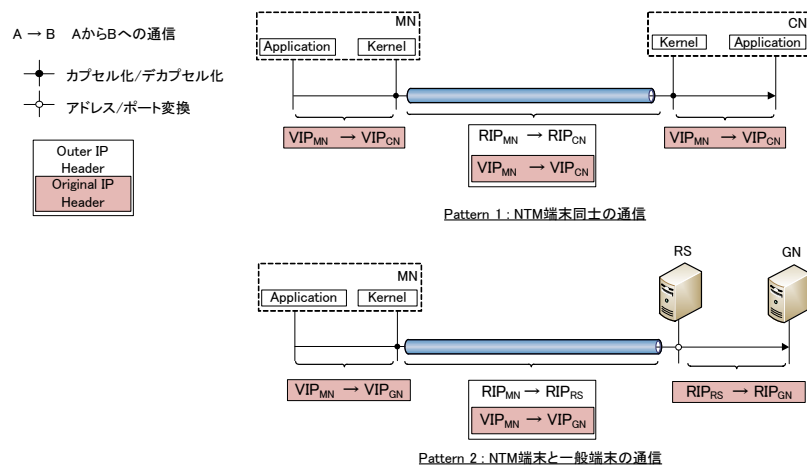 A → B AからBへの通信
カプセル化/デカプセル化
アドレス/ポート変換
Outer IP
Header
Original IP
Header
MN
Application
Kernel
CN
Kernel
Application
VIPMN → VIPCN
RIPMN → RIPCN
VIPMN → VIPCN
VIPMN → VIPCN
Pattern 1 : NTM端末同士の通信
MN
Application
Kernel
RS
GN
VIPMN → VIPGN
RIPMN → RIPRS
VIPMN → VIPGN
RIPRS → RIPGN
Pattern 2 : NTM端末と一般端末の通信